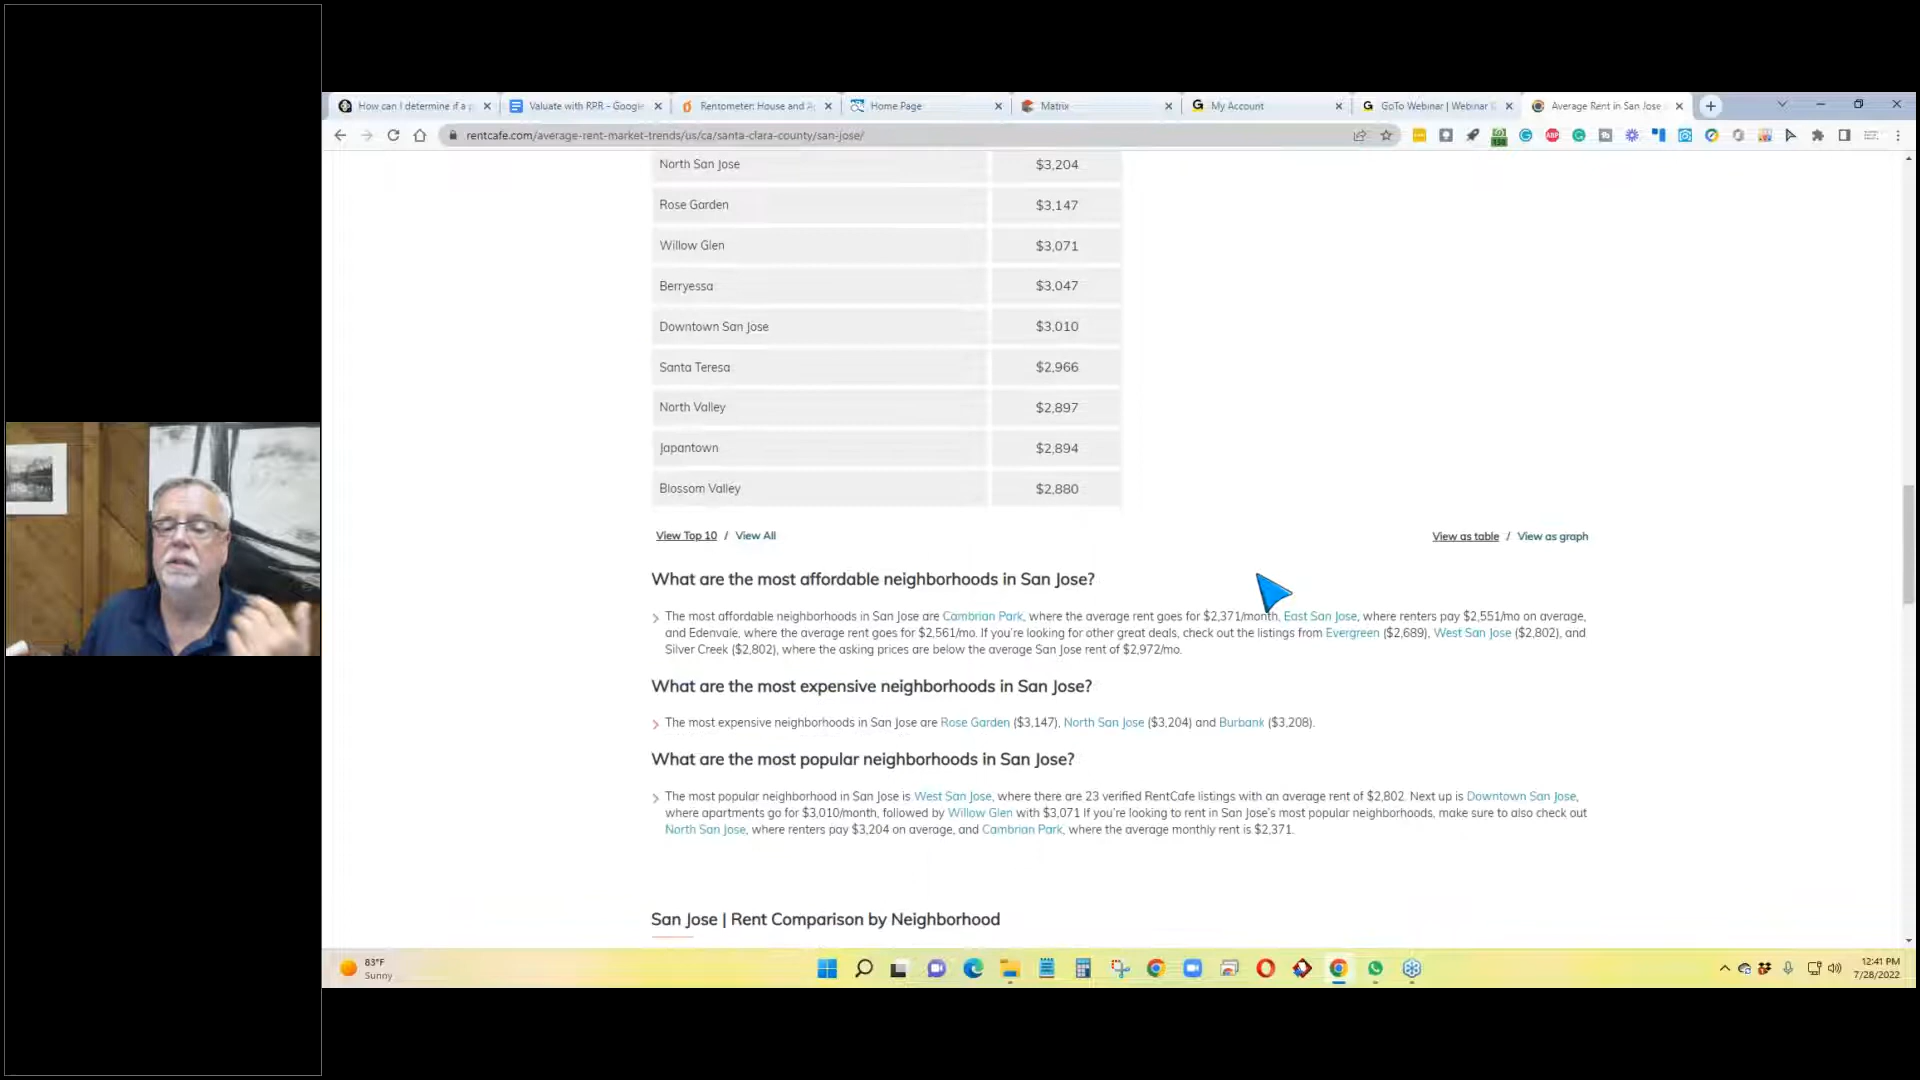 How can I determine if a p
Valuate with RPR - Google
Rentometer: House and Ap
Home Page
Matrix
My Account
GoTo Webinar | Webinar
Average Rent in San Jose
rentcafe.com/average-rent-market-trends/us/ca/santa-clara-county/san-jose/
ABP
North San Jose $3,204
Rose Garden $3,147
Willow Glen $3,071
Berryessa $3,047
Downtown San Jose $3,010
Santa Teresa $2,966
North Valley $2,897
Japantown $2,894
Blossom Valley $2,880
View Top 10 / View All
View as table / View as graph
What are the most affordable neighborhoods in San Jose?
The most affordable neighborhoods in San Jose are Cambrian Park, where the average rent goes for $2,371/month, East San Jose, where renters pay $2,551/mo on average,
and Edenvale, where the average rent goes for $2,561/mo. If you're looking for other great deals, check out the listings from Evergreen ($2,689), West San Jose ($2,802), and
Silver Creek ($2,802), where the asking prices are below the average San Jose rent of $2,972/mo.
What are the most expensive neighborhoods in San Jose?
The most expensive neighborhoods in San Jose are Rose Garden ($3,147), North San Jose ($3,204) and Burbank ($3,208).
What are the most popular neighborhoods in San Jose?
The most popular neighborhood in San Jose is West San Jose, where there are 23 verified RentCafe listings with an average rent of $2,802. Next up is Downtown San Jose,
where apartments go for $3,010/month, followed by Willow Glen with $3,071 If you're looking to rent in San Jose's most popular neighborhoods, make sure to also check out
North San Jose, where renters pay $3,204 on average, and Cambrian Park, where the average monthly rent is $2,371.
San Jose | Rent Comparison by Neighborhood
83°F
Sunny
12:41 PM
7/28/2022